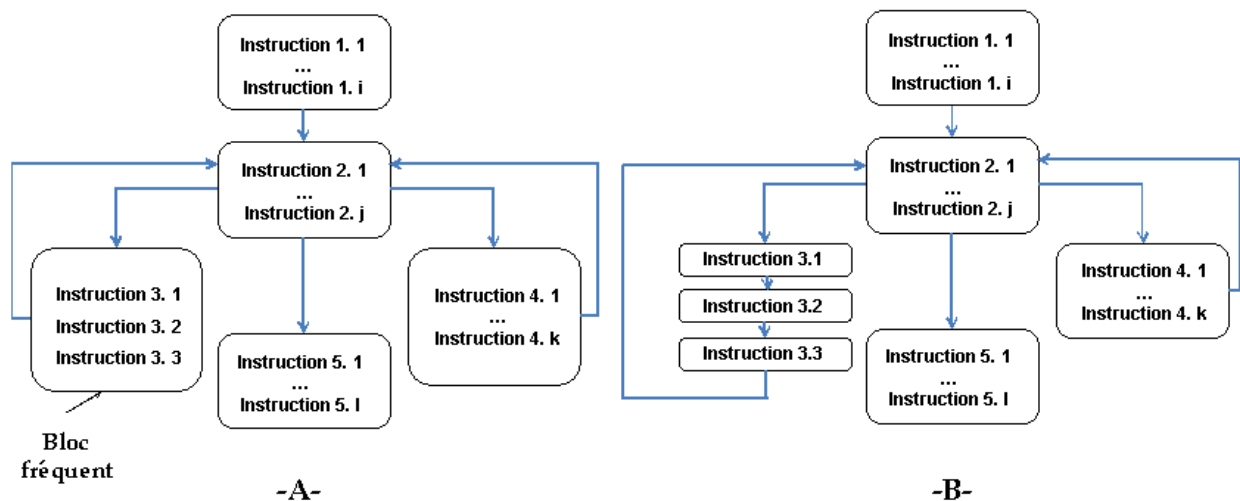 Instruction 1. 1
...
Instruction 1. i
Instruction 2. 1
...
Instruction 2. j
Instruction 3. 1
Instruction 3. 2
Instruction 3. 3
Instruction 4. 1
...
Instruction 4. k
Instruction 5. 1
...
Instruction 5. l
Bloc
fréquent
-A-
Instruction 1. 1
...
Instruction 1. i
Instruction 2. 1
...
Instruction 2. j
Instruction 3.1
Instruction 3.2
Instruction 3.3
Instruction 4. 1
...
Instruction 4. k
Instruction 5. 1
...
Instruction 5. l
-B-